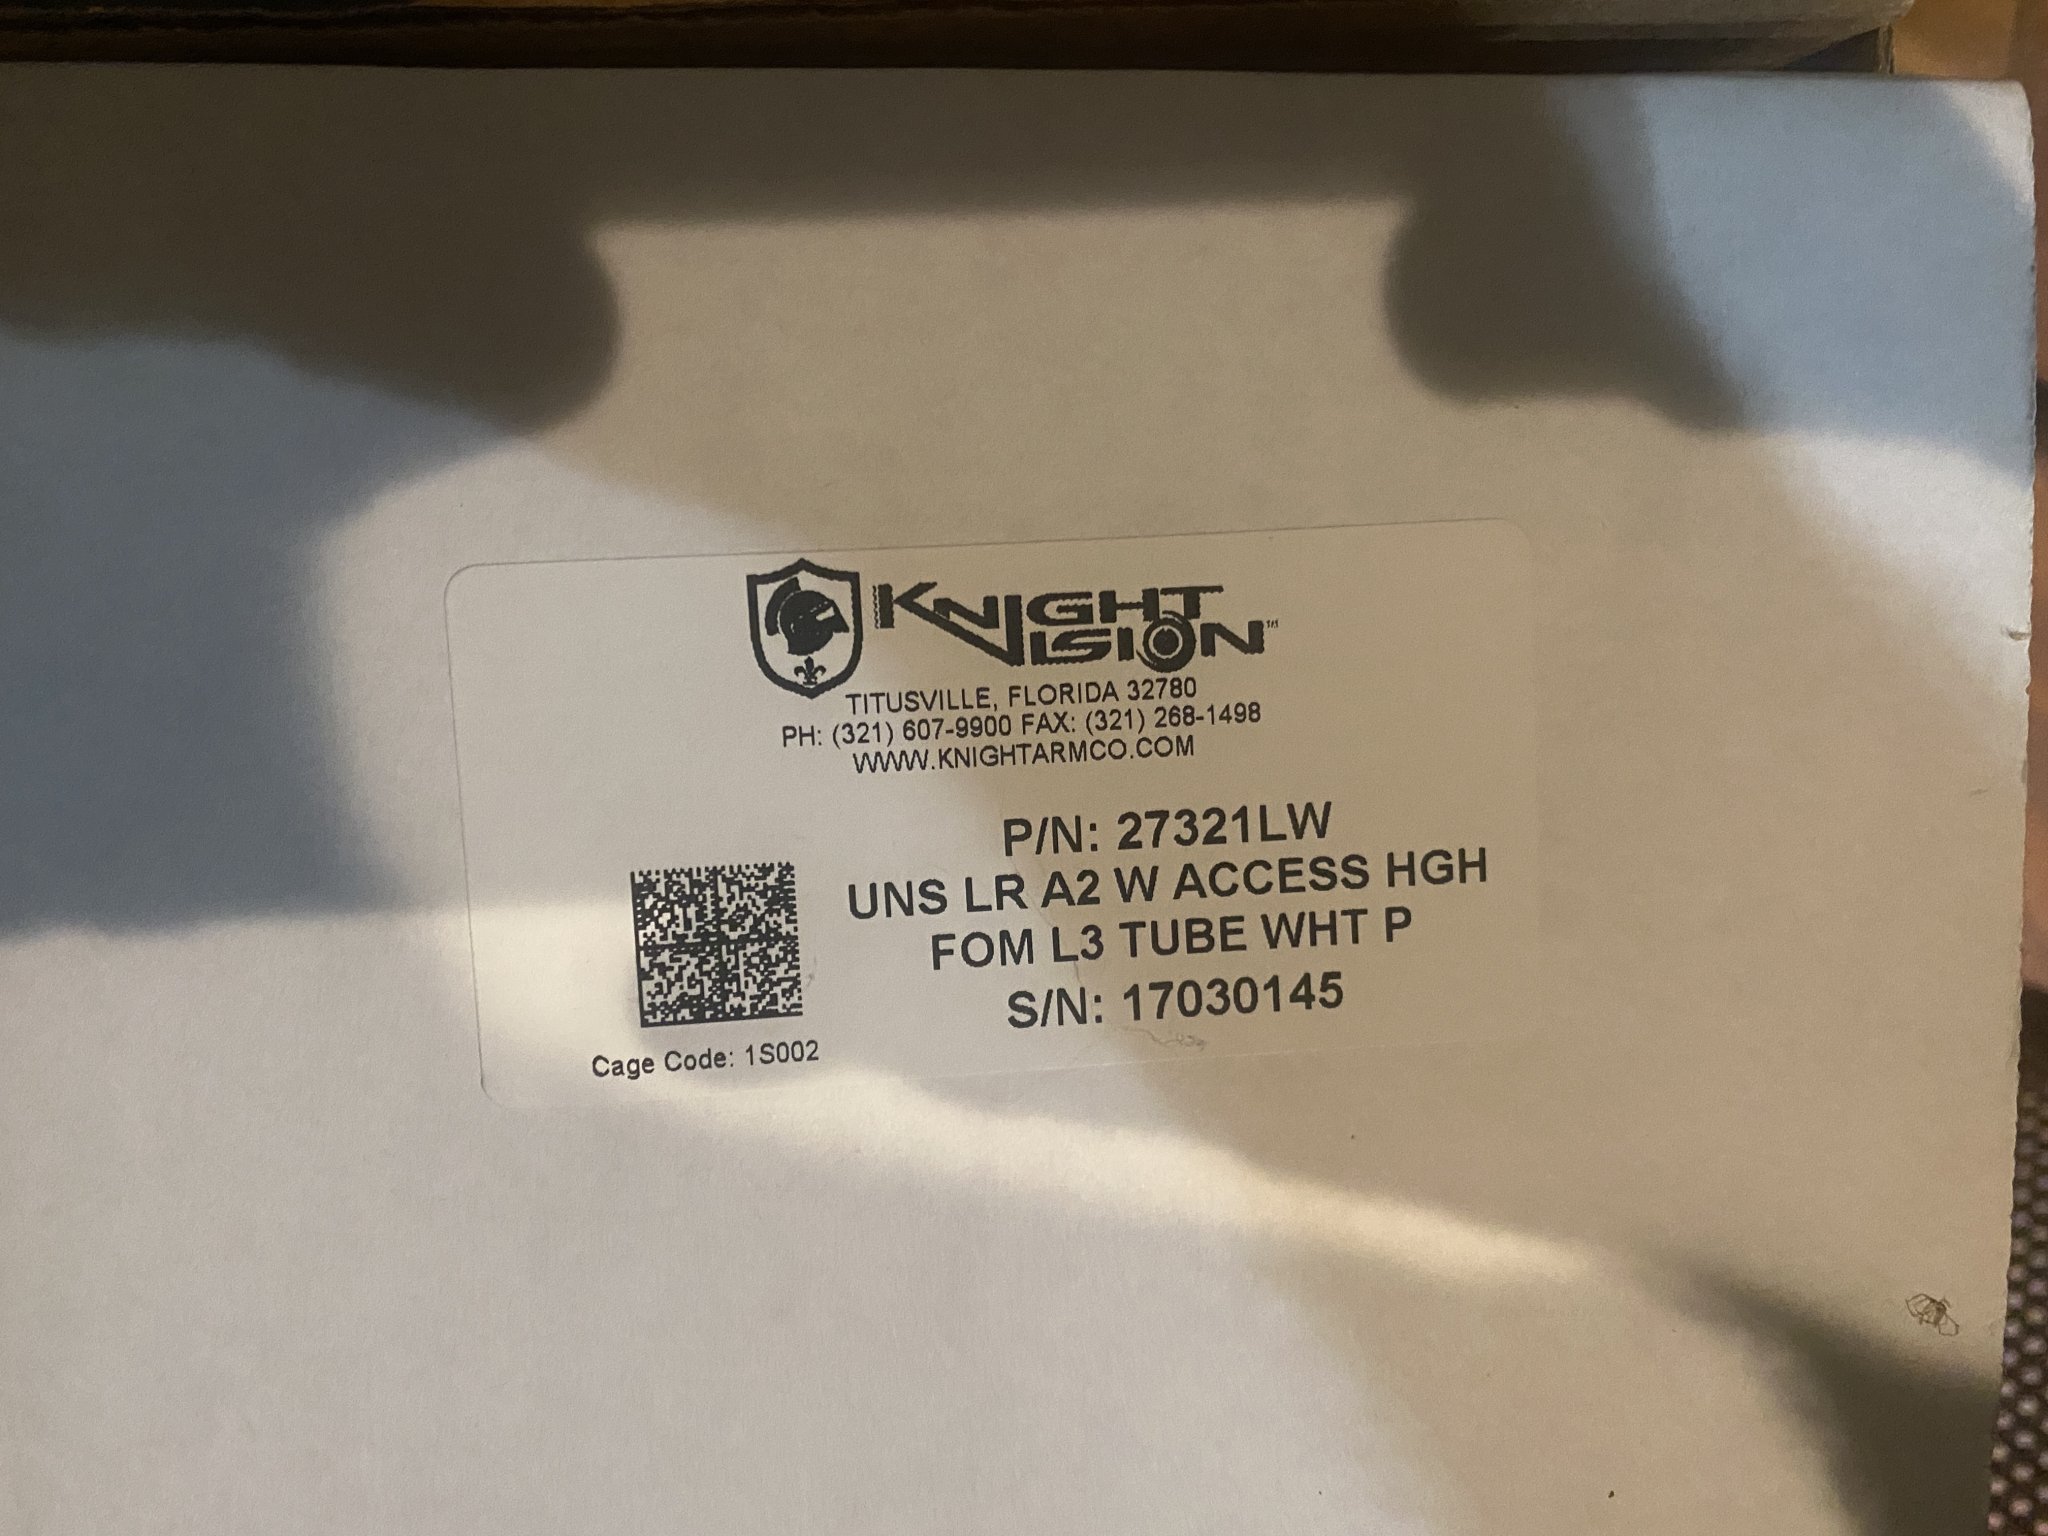 KNIGHT
VISION™
TITUSVILLE, FLORIDA 32780
PH: (321) 607-9900 FAX: (321) 268-1498
WWW.KNIGHTARMCO.COM
P/N: 27321LW
UNS LR A2 W ACCESS HGH
FOM L3 TUBE WHT P
S/N: 17030145
Cage Code: 1S002